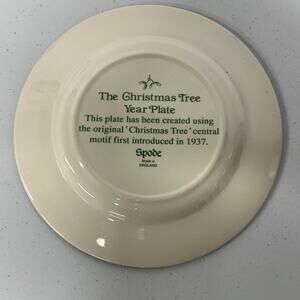 The Christmas Tree
Year Plate
This plate has been created using
the original 'Christmas Tree' central
motif first introduced in 1937.
Spode
Made in
ENGLAND